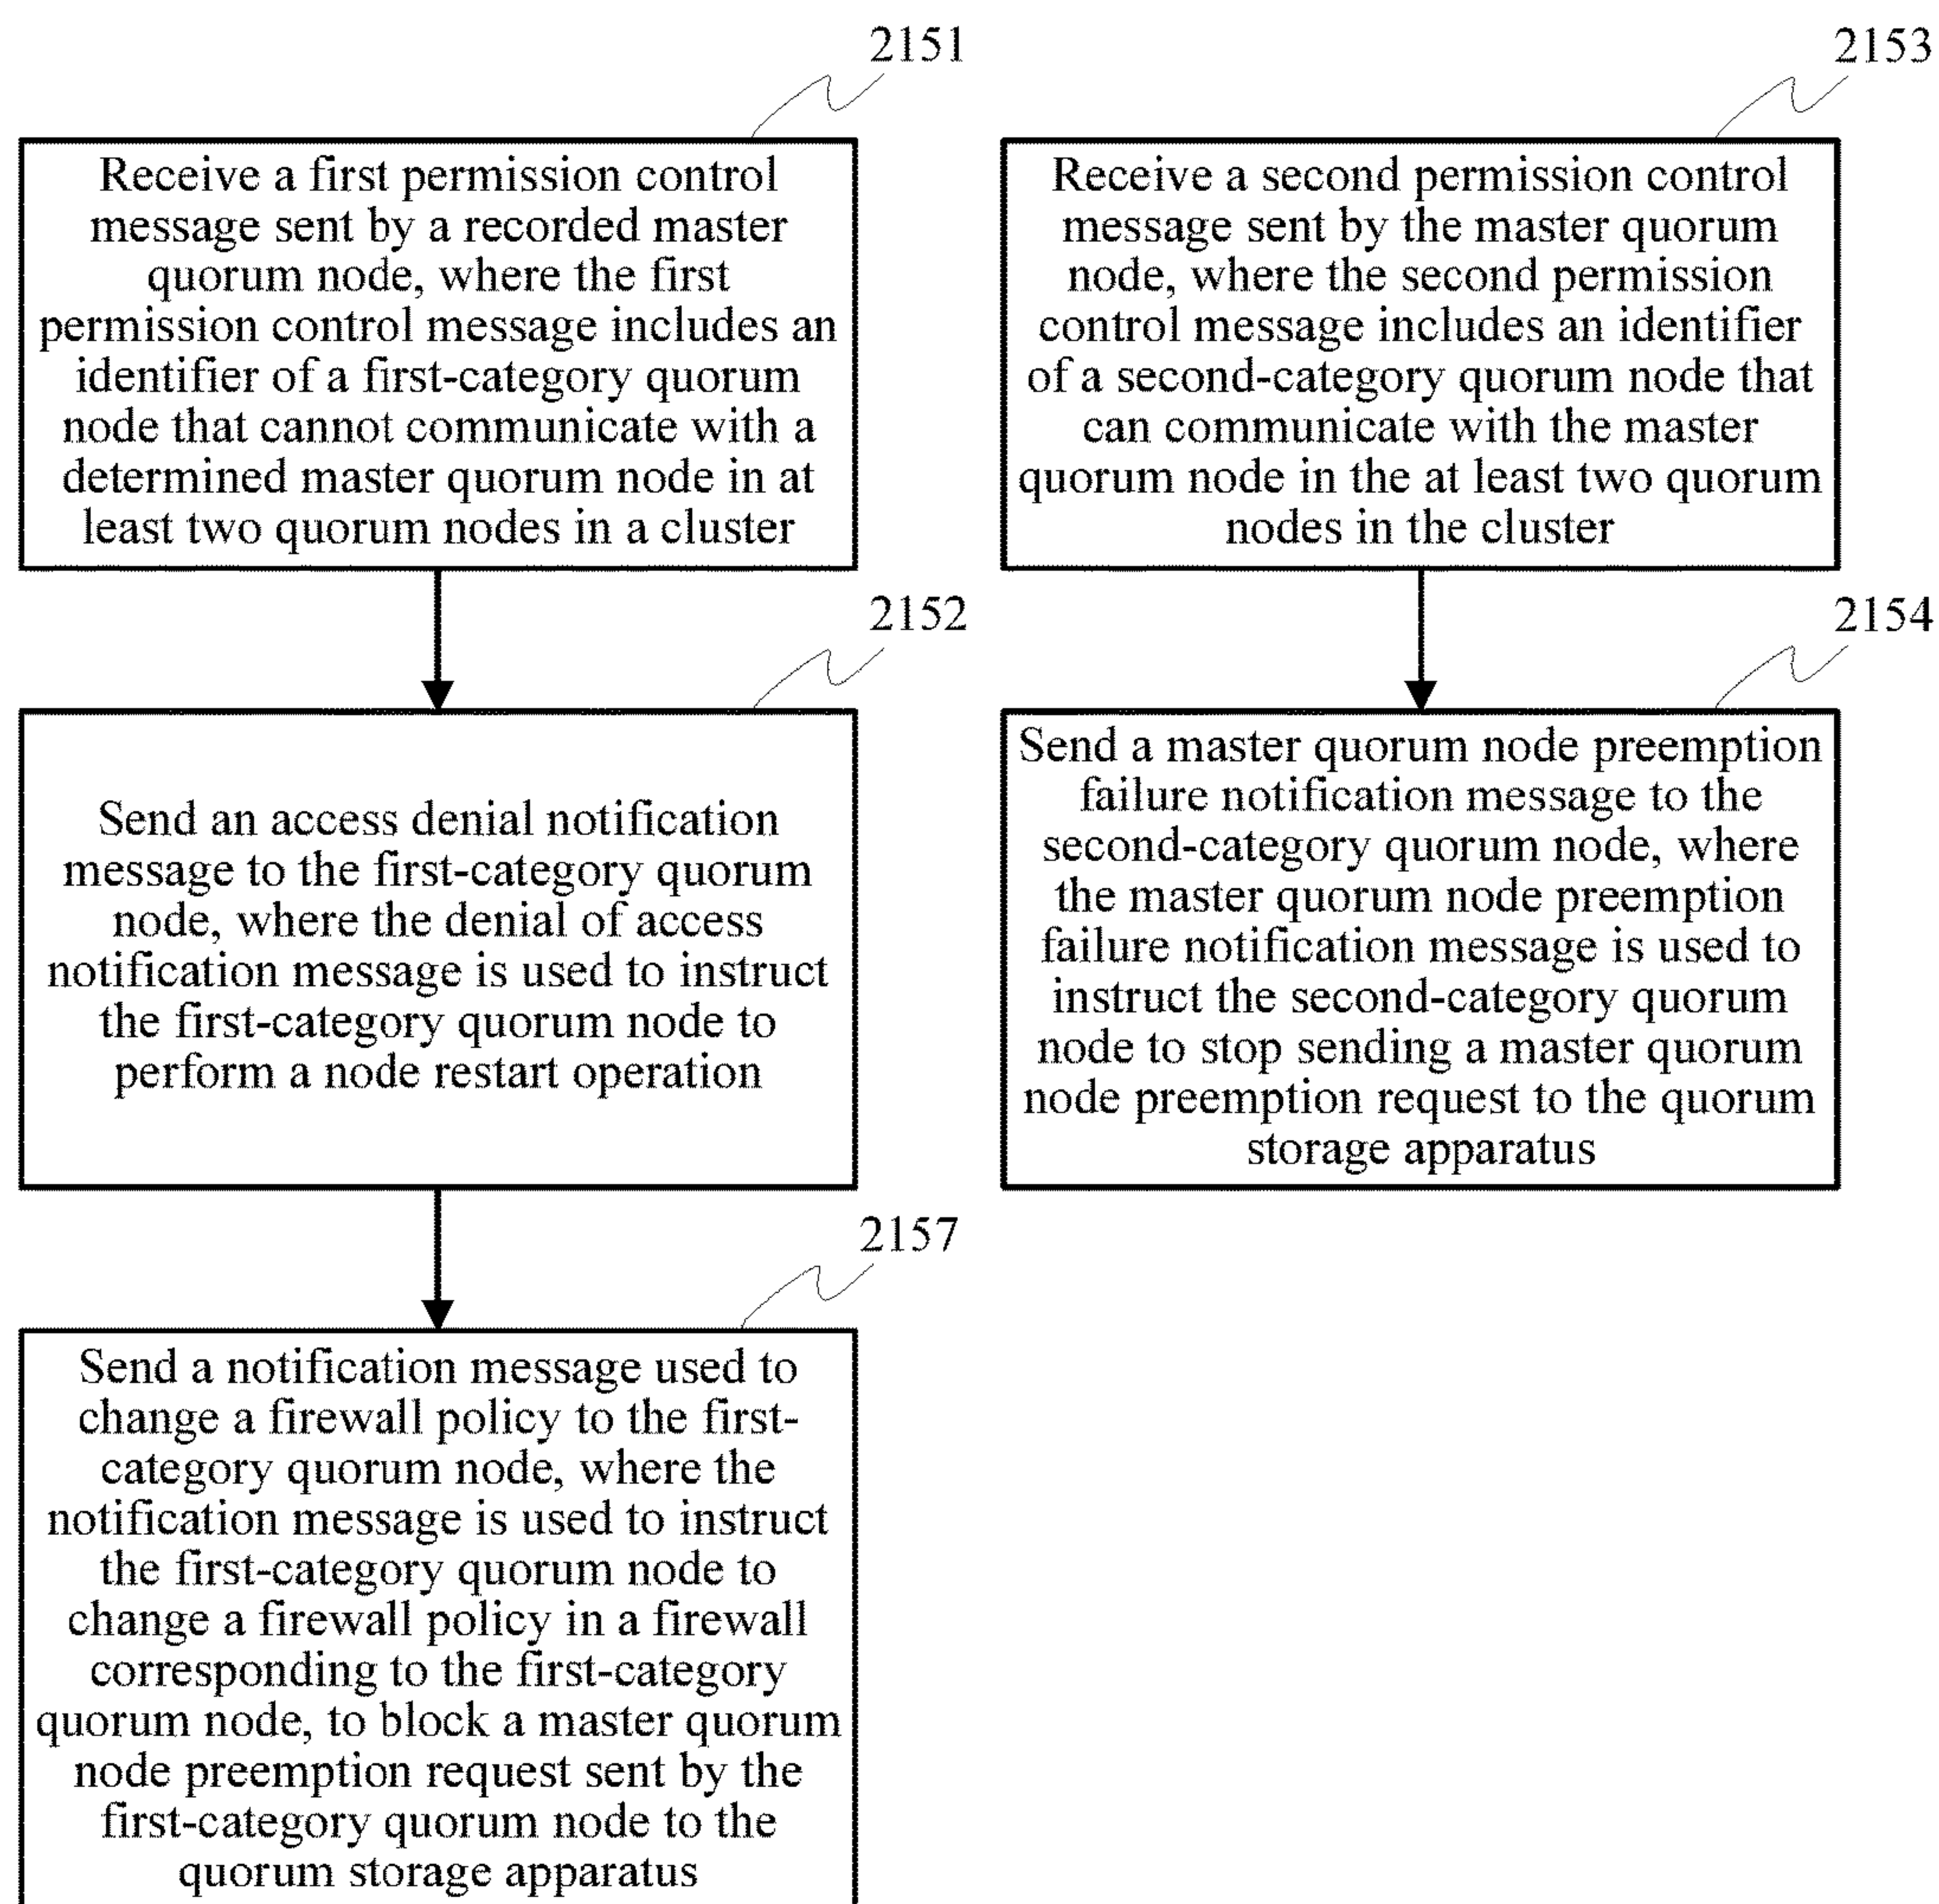 2151
Receive a first permission control
message sent by a recorded master
quorum node, where the first
permission control message includes an
identifier of a first-category quorum
node that cannot communicate with a
determined master quorum node in at
least two quorum nodes in a cluster
2152
Send an access denial notification
message to the first-category quorum
node, where the denial of access
notification message is used to instruct
the first-category quorum node to
perform a node restart operation
2157
Send a notification message used to
change a firewall policy to the first-
category quorum node, where the
notification message is used to instruct
the first-category quorum node to
change a firewall policy in a firewall
corresponding to the first-category
quorum node, to block a master quorum
node preemption request sent by the
first-category quorum node to the
quorum storage apparatus
2153
Receive a second permission control
message sent by the master quorum
node, where the second permission
control message includes an identifier
of a second-category quorum node that
can communicate with the master
quorum node in the at least two quorum
nodes in the cluster
2154
Send a master quorum node preemption
failure notification message to the
second-category quorum node, where
the master quorum node preemption
failure notification message is used to
instruct the second-category quorum
node to stop sending a master quorum
node preemption request to the quorum
storage apparatus